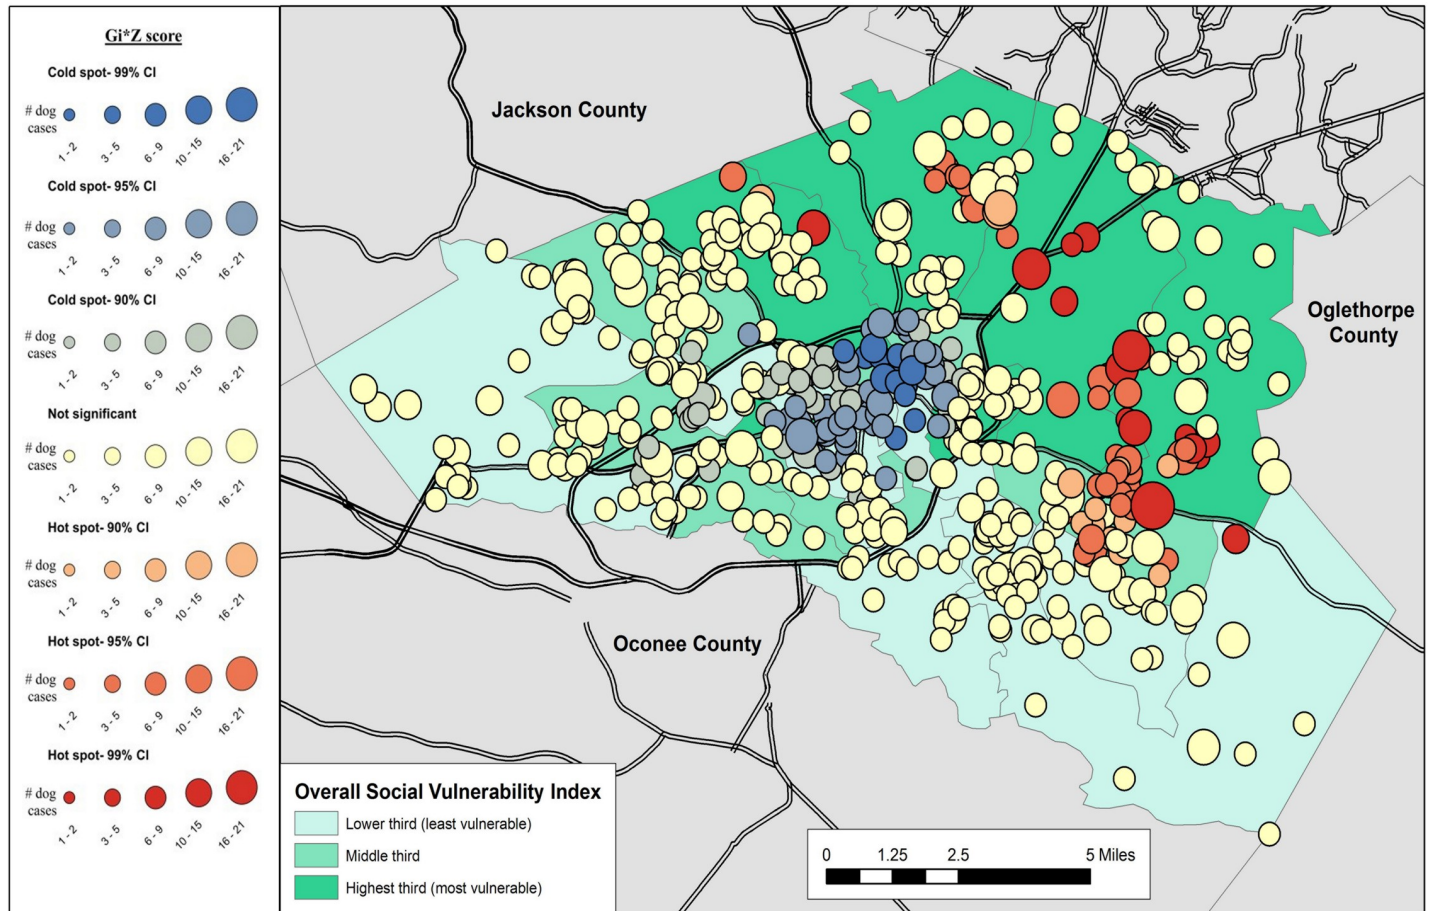 Gi*Z score
Cold spot- 99% CI
# dog
cases
1 - 2
3 - 5
6 - 9
10 - 15
16 - 21
Cold spot- 95% CI
# dog
cases
1 - 2
3 - 5
6 - 9
10 - 15
16 - 21
Cold spot- 90% CI
# dog
cases
1 - 2
3 - 5
6 - 9
10 - 15
16 - 21
Not significant
# dog
cases
1 - 2
3 - 5
6 - 9
10 - 15
16 - 21
Hot spot- 90% CI
# dog
cases
1 - 2
3 - 5
6 - 9
10 - 15
16 - 21
Hot spot- 95% CI
# dog
cases
1 - 2
3 - 5
6 - 9
10 - 15
16 - 21
Hot spot- 99% CI
# dog
cases
1 - 2
3 - 5
6 - 9
10 - 15
16 - 21
Jackson County
Oglethorpe
County
Oconee County
Overall Social Vulnerability Index
Lower third (least vulnerable)
Middle third
Highest third (most vulnerable)
0 1.25 2.5 5 Miles